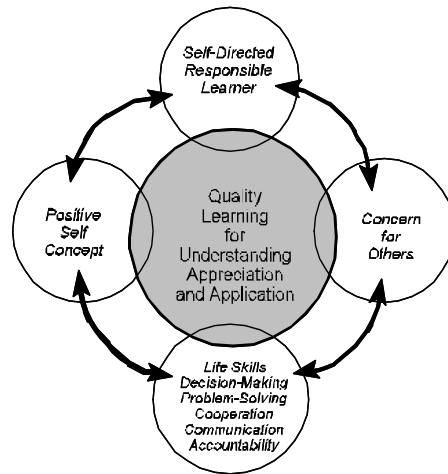 Self-Directed
Responsible
Learner
Quality
Learning
for
Understanding
Appreciation
and Application
Positive
Self
Concept
Concern
for
Others
Life Skills
Decision-Making
Problem-Solving
Cooperation
Communication
Accountability